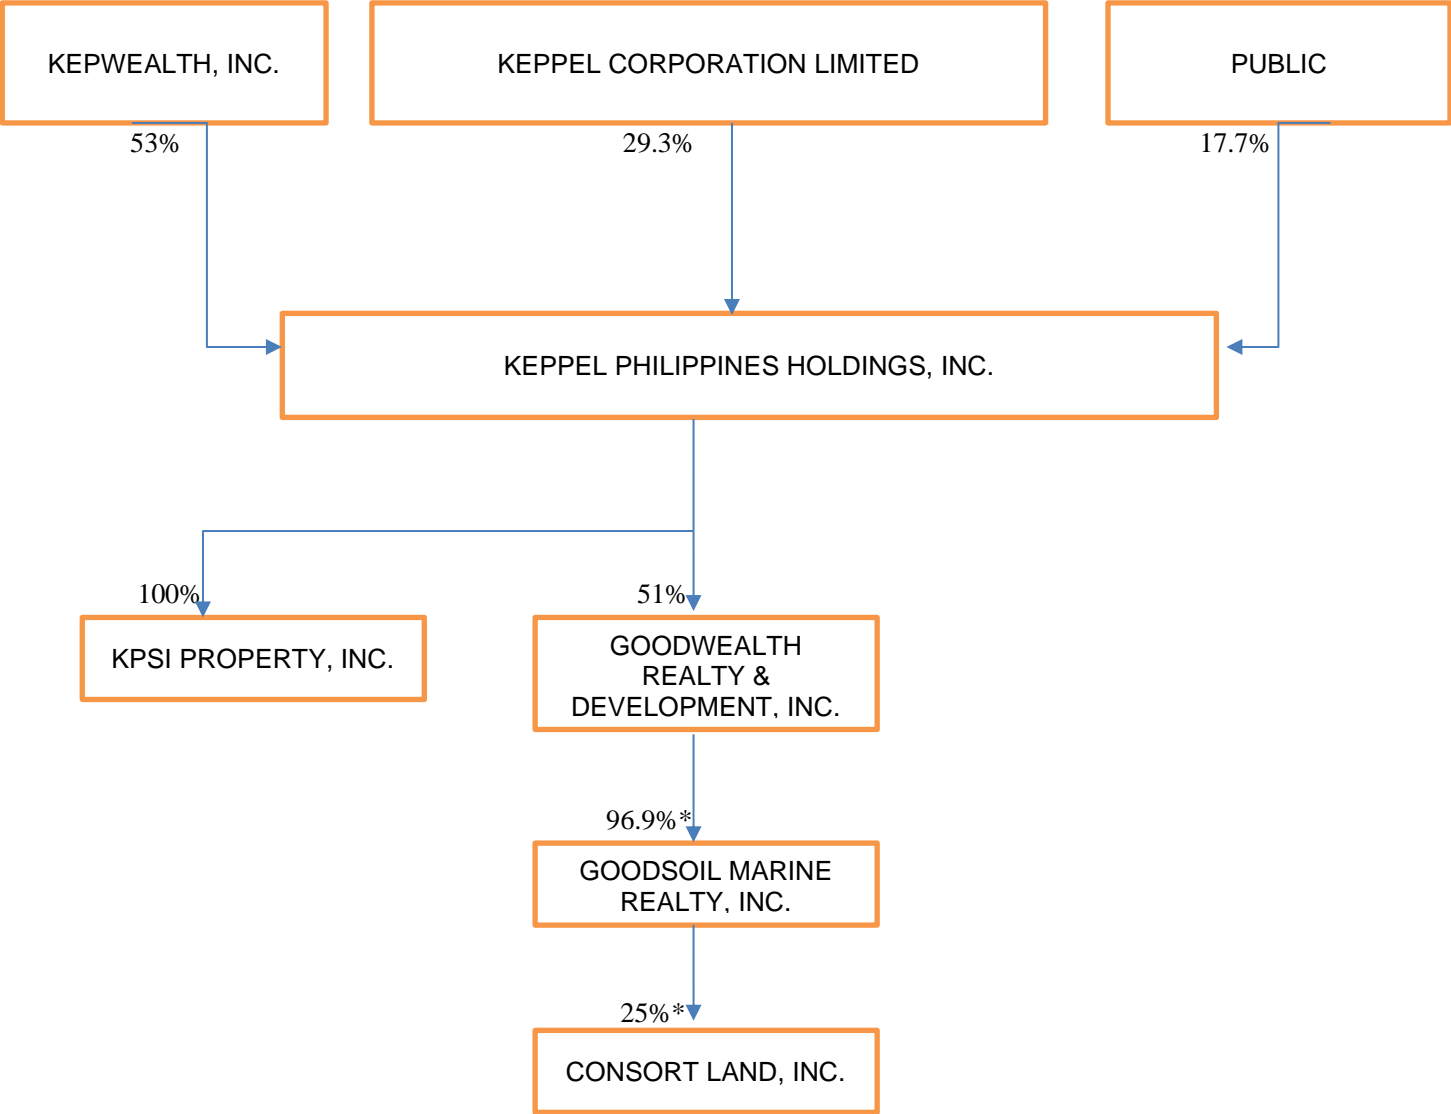 KEPWEALTH, INC.
KEPPEL CORPORATION LIMITED
PUBLIC
53%
29.3%
17.7%
KEPPEL PHILIPPINES HOLDINGS, INC.
100%
51%
KPSI PROPERTY, INC.
GOODWEALTH
REALTY &
DEVELOPMENT, INC.
96.9%*
GOODSOIL MARINE
REALTY, INC.
25%*
CONSORT LAND, INC.